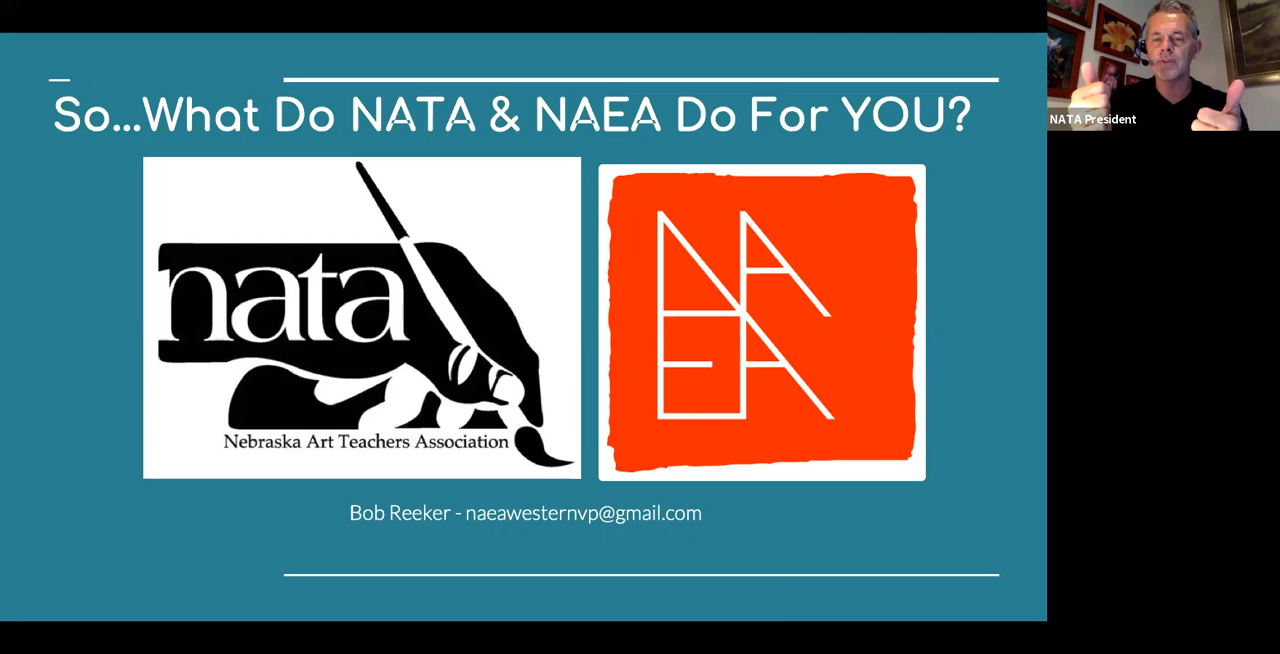 So...What Do NATA & NAEA Do For YOU?
NATA President
nata
Nebraska Art Teachers Association
NA
EA
Bob Reeker - naeawesternvp@gmail.com